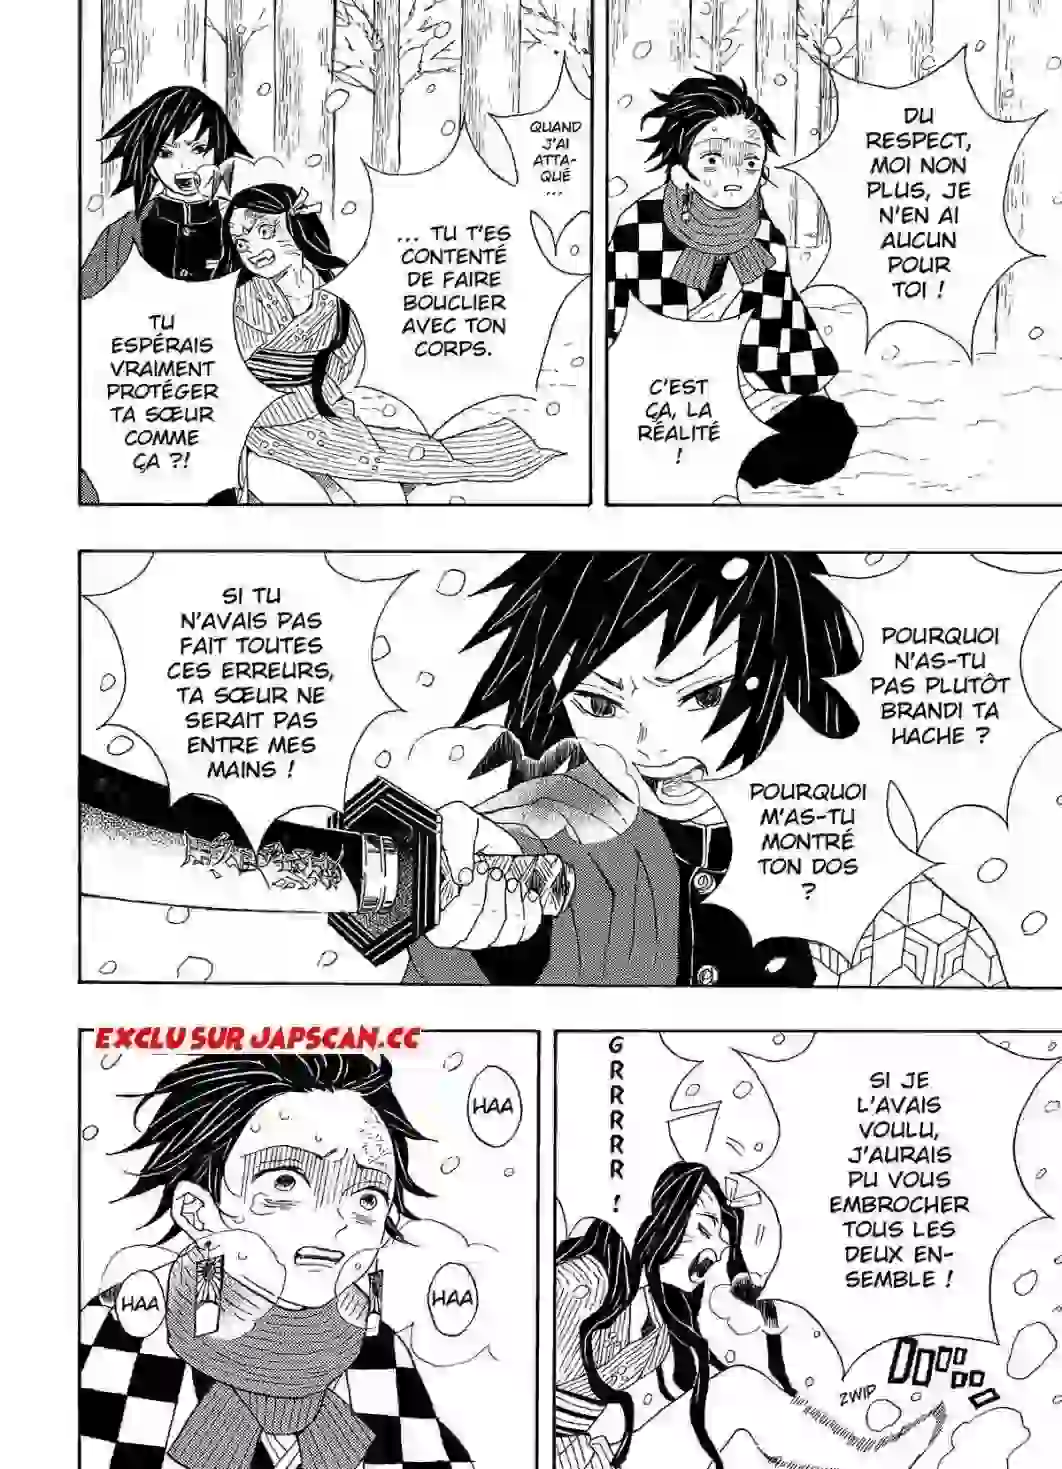 DU
RESPECT,
MOI NON
PLUS, JE
N'EN AI
AUCUN
POUR
TOI !
C'EST
ÇA, LA
RÉALITÉ
!
QUAND
J'AI
ATTA-
QUÉ
...
... TU T'ES
CONTENTÉ
DE FAIRE
BOUCLIER
AVEC TON
CORPS.
TU
ESPÉRAIS
VRAIMENT
PROTÉGER
TA SŒUR
COMME
ÇA ?!
POURQUOI
N'AS-TU
PAS PLUTÔT
BRANDI TA
HACHE ?
POURQUOI
M'AS-TU
MONTRÉ
TON DOS
?
SI TU
N'AVAIS PAS
FAIT TOUTES
CES ERREURS,
TA SŒUR NE
SERAIT PAS
ENTRE MES
MAINS !
SI JE
L'AVAIS
VOULU,
J'AURAIS
PU VOUS
EMBROCHER
TOUS LES
DEUX EN-
SEMBLE !
GRRRRR !
ZWIP
EXCLU SUR JAPSCAN.CC
HAA
HAA
HAA